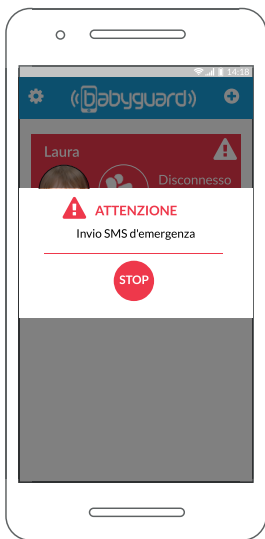 14:18
babyguard
Laura
Disconnesso
ATTENZIONE
Invio SMS d'emergenza
STOP